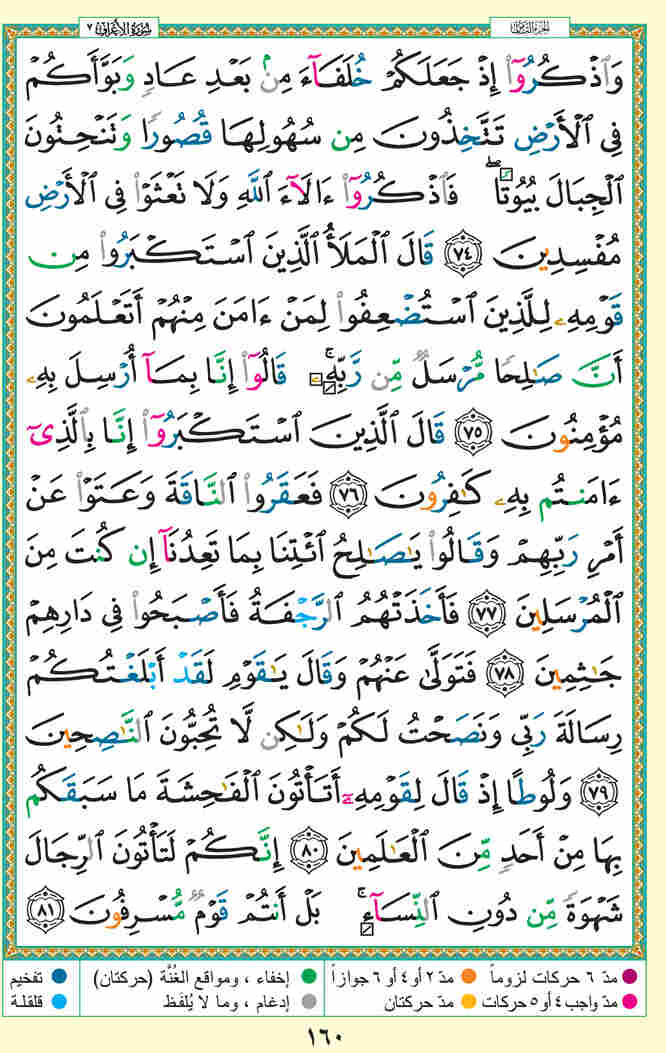 سُورَةُ الأَعْرَافِ ٧
الجزء الثامن
وَٱذْكُرُوٓا۟ إِذْ جَعَلَكُمْ خُلَفَآءَ مِنۢ بَعْدِ عَادٍ وَبَوَّأَكُمْ
فِى ٱلْأَرْضِ تَتَّخِذُونَ مِن سُهُولِهَا قُصُورًا وَتَنْحِتُونَ
ٱلْجِبَالَ بُيُوتًا ۖ فَٱذْكُرُوٓا۟ ءَالَآءَ ٱللَّهِ وَلَا تَعْثَوْا۟ فِى ٱلْأَرْضِ
مُفْسِدِينَ ٧٤ قَالَ ٱلْمَلَأُ ٱلَّذِينَ ٱسْتَكْبَرُوا۟ مِن
قَوْمِهِۦ لِلَّذِينَ ٱسْتُضْعِفُوا۟ لِمَنْ ءَامَنَ مِنْهُمْ أَتَعْلَمُونَ
أَنَّ صَـٰلِحًا مُّرْسَلٌ مِّن رَّبِّهِۦ ۚ قَالُوٓا۟ إِنَّا بِمَآ أُرْسِلَ بِهِۦ
مُؤْمِنُونَ ٧٥ قَالَ ٱلَّذِينَ ٱسْتَكْبَرُوٓا۟ إِنَّا بِٱلَّذِىٓ
ءَامَنتُم بِهِۦ كَـٰفِرُونَ ٧٦ فَعَقَرُوا۟ ٱلنَّاقَةَ وَعَتَوْا۟ عَنْ
أَمْرِ رَبِّهِمْ وَقَالُوا۟ يَـٰصَـٰلِحُ ٱئْتِنَا بِمَا تَعِدُنَآ إِن كُنتَ مِنَ
ٱلْمُرْسَلِينَ ٧٧ فَأَخَذَتْهُمُ ٱلرَّجْفَةُ فَأَصْبَحُوا۟ فِى دَارِهِمْ
جَـٰثِمِينَ ٧٨ فَتَوَلَّىٰ عَنْهُمْ وَقَالَ يَـٰقَوْمِ لَقَدْ أَبْلَغْتُكُمْ
رِسَالَةَ رَبِّى وَنَصَحْتُ لَكُمْ وَلَـٰكِن لَّا تُحِبُّونَ ٱلنَّـٰصِحِينَ
٧٩ وَلُوطًا إِذْ قَالَ لِقَوْمِهِۦٓ أَتَأْتُونَ ٱلْفَـٰحِشَةَ مَا سَبَقَكُم
بِهَا مِنْ أَحَدٍ مِّنَ ٱلْعَـٰلَمِينَ ٨٠ إِنَّكُمْ لَتَأْتُونَ ٱلرِّجَالَ
شَهْوَةً مِّن دُونِ ٱلنِّسَآءِ ۚ بَلْ أَنتُمْ قَوْمٌ مُّسْرِفُونَ ٨١
مدّ ٦ حركات لزوماً مدّ ٢ أو ٤ أو ٦ جوازاً إخفاء ، ومواقع الغُنَّة (حركتان) تفخيم
مدّ واجب ٤ أو ٥ حركات مدّ حركتان إدغام ، وما لا يُلفَظ قلقلة
١٦٠